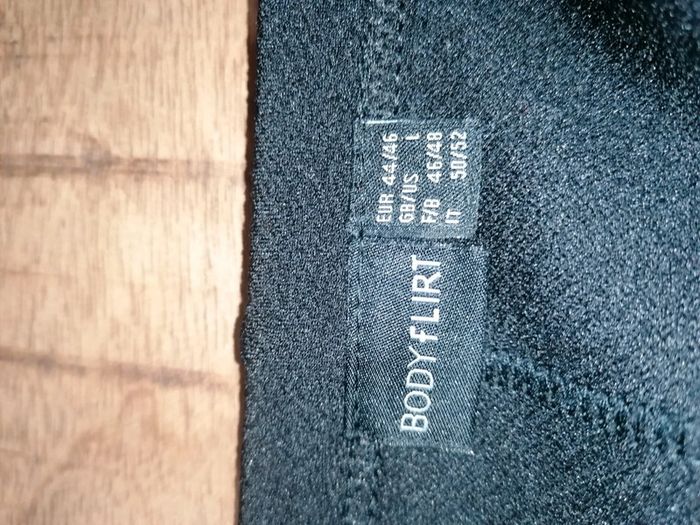 EUR 44/46
GB/US L
F/B 46/48
IT 50/52
BODYFLIRT